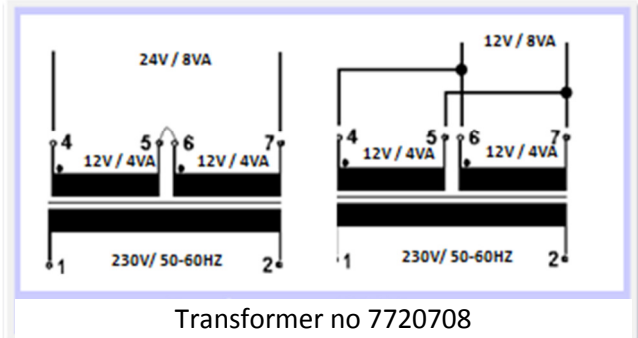 24V / 8VA
4 5 6 7
12V / 4VA 12V / 4VA
1 230V/ 50-60HZ 2
12V / 8VA
4 5 6 7
12V / 4VA 12V / 4VA
1 230V/ 50-60HZ 2
Transformer no 7720708